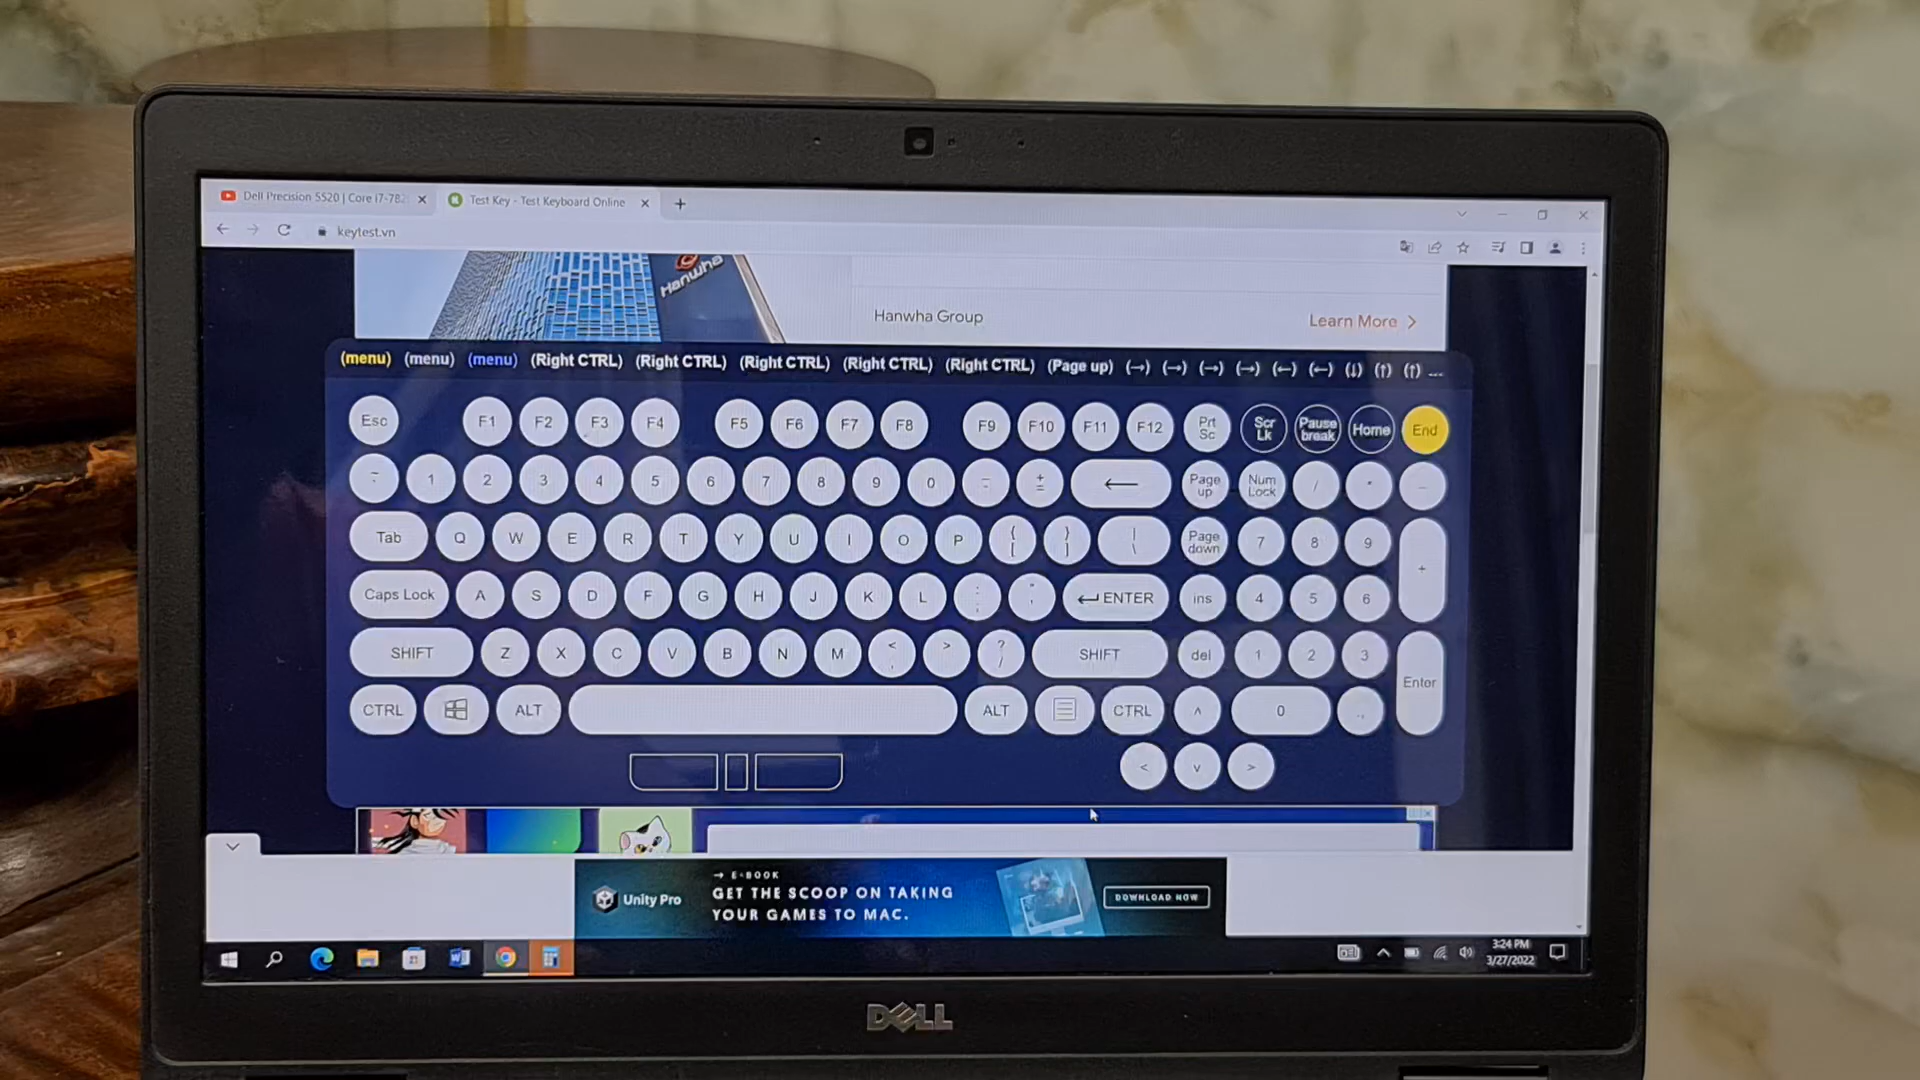 Dell Precision 5520 | Core i7-782
Test Key - Test Keyboard Online
keytest.vn
Hanwha
Hanwha Group
Learn More >
(menu) (menu) (menu) (Right CTRL) (Right CTRL) (Right CTRL) (Right CTRL) (Right CTRL) (Page up) (→) (→) (→) (→) (←) (←) (↓) (↑) (↑) ...
Esc F1 F2 F3 F4 F5 F6 F7 F8 F9 F10 F11 F12 Prt Sc Scr Lk Pause break Home End
1 2 3 4 5 6 7 8 9 0 - + = ← Page up Num Lock / * -
Tab Q W E R T Y U I O P { [ } ] | \ Page down 7 8 9 +
Caps Lock A S D F G H J K L : ; " ' ↵ ENTER ins 4 5 6
SHIFT Z X C V B N M < , > . ? / SHIFT del 1 2 3 Enter
CTRL ALT ALT CTRL ^ 0 .,
< v >
→ E-BOOK
Unity Pro
GET THE SCOOP ON TAKING
YOUR GAMES TO MAC.
DOWNLOAD NOW
3:24 PM
3/27/2022
DELL